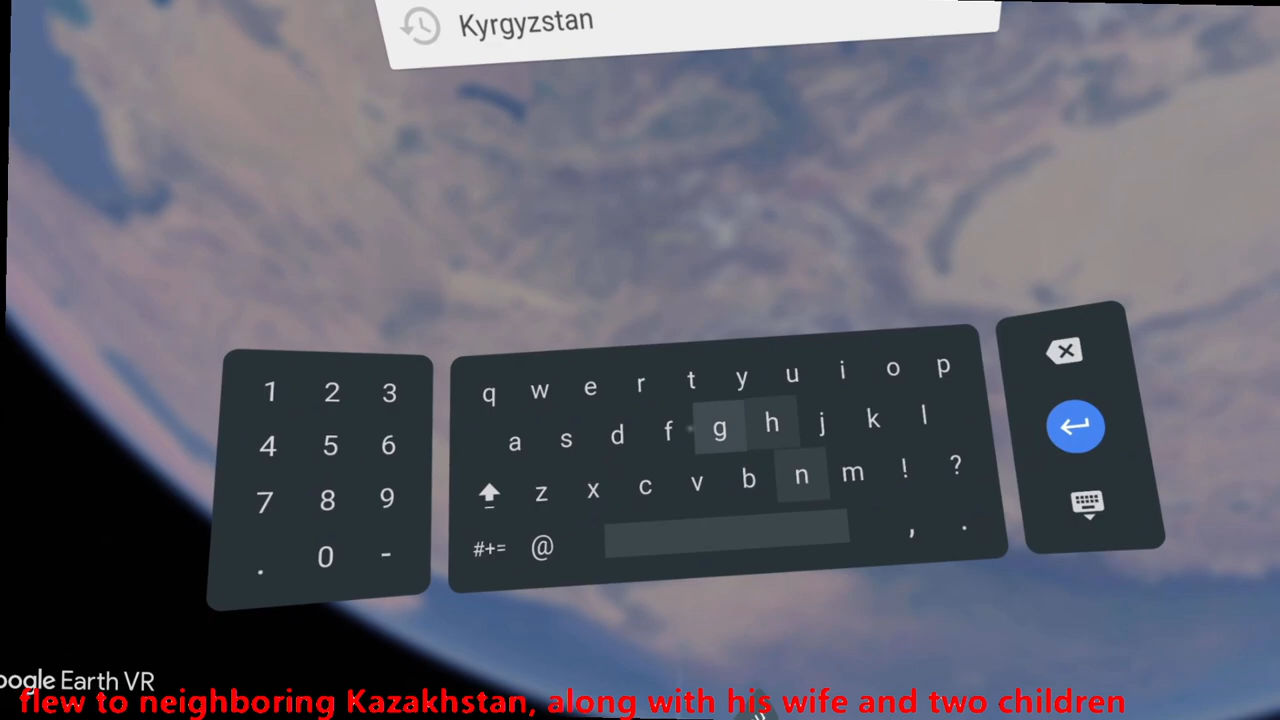 Kyrgyzstan
1 2 3
4 5 6
7 8 9
. 0 -
q w e r t y u i o p
a s d f g h j k l
z x c v b n m ! ?
#+= @ , .
oogle Earth VR
flew to neighboring Kazakhstan, along with his wife and two children